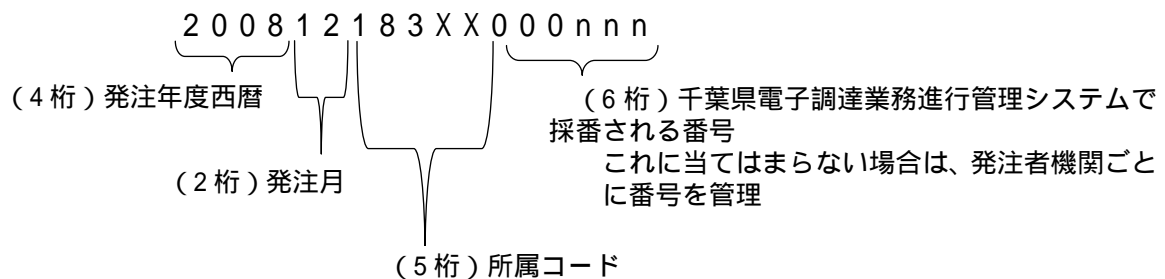 ２００８１２１８３ＸＸ０００ｎｎｎ
（４桁）発注年度西暦
（６桁）千葉県電子調達業務進行管理システムで
採番される番号
これに当てはまらない場合は、発注者機関ごと
に番号を管理
（２桁）発注月
（５桁）所属コード